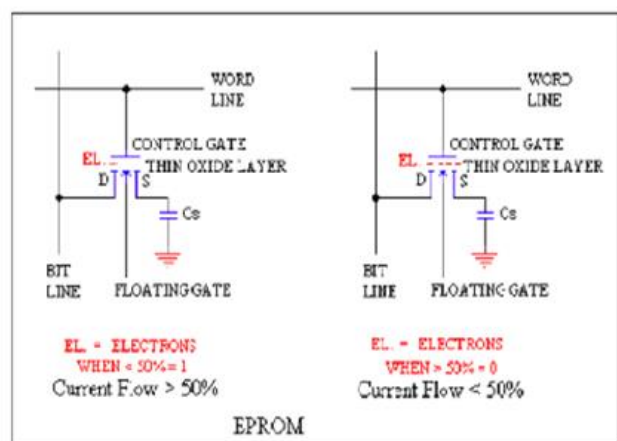 WORD
LINE
CONTROL GATE
EL.
THIN OXIDE LAYER
D
S
Cs
BIT
LINE
FLOATING GATE
EL. = ELECTRONS
WHEN < 50% = 1
Current Flow > 50%
WORD
LINE
CONTROL GATE
EL.
THIN OXIDE LAYER
D
S
Cs
BIT
LINE
FLOATING GATE
EL. = ELECTRONS
WHEN > 50% = 0
Current Flow < 50%
EPROM